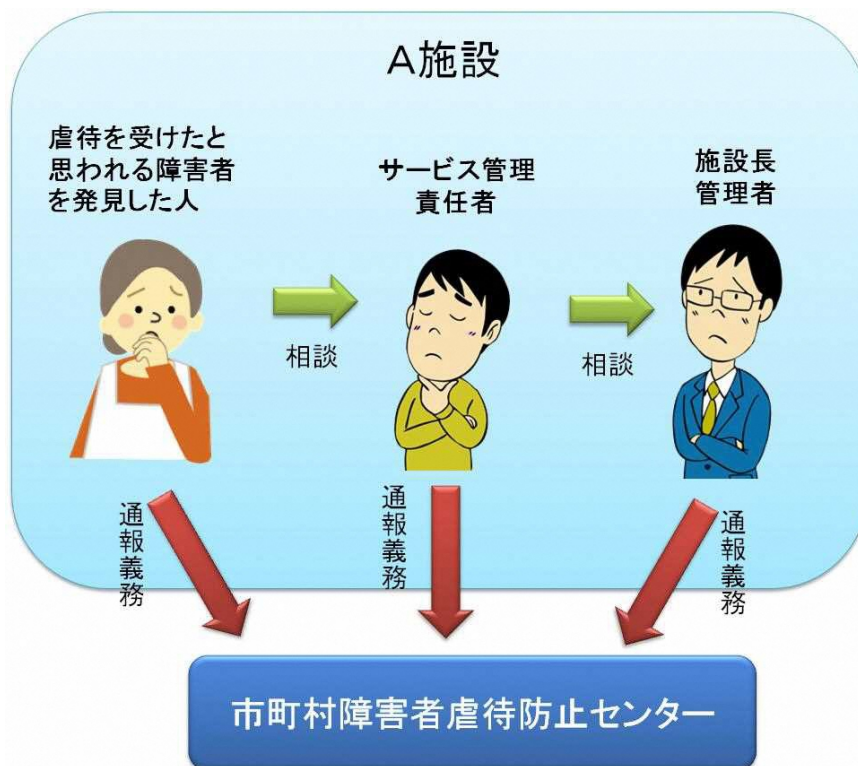 A施設
虐待を受けたと
思われる障害者
を発見した人
サービス管理
責任者
施設長
管理者
相談
相談
通報義務
通報義務
通報義務
市町村障害者虐待防止センター